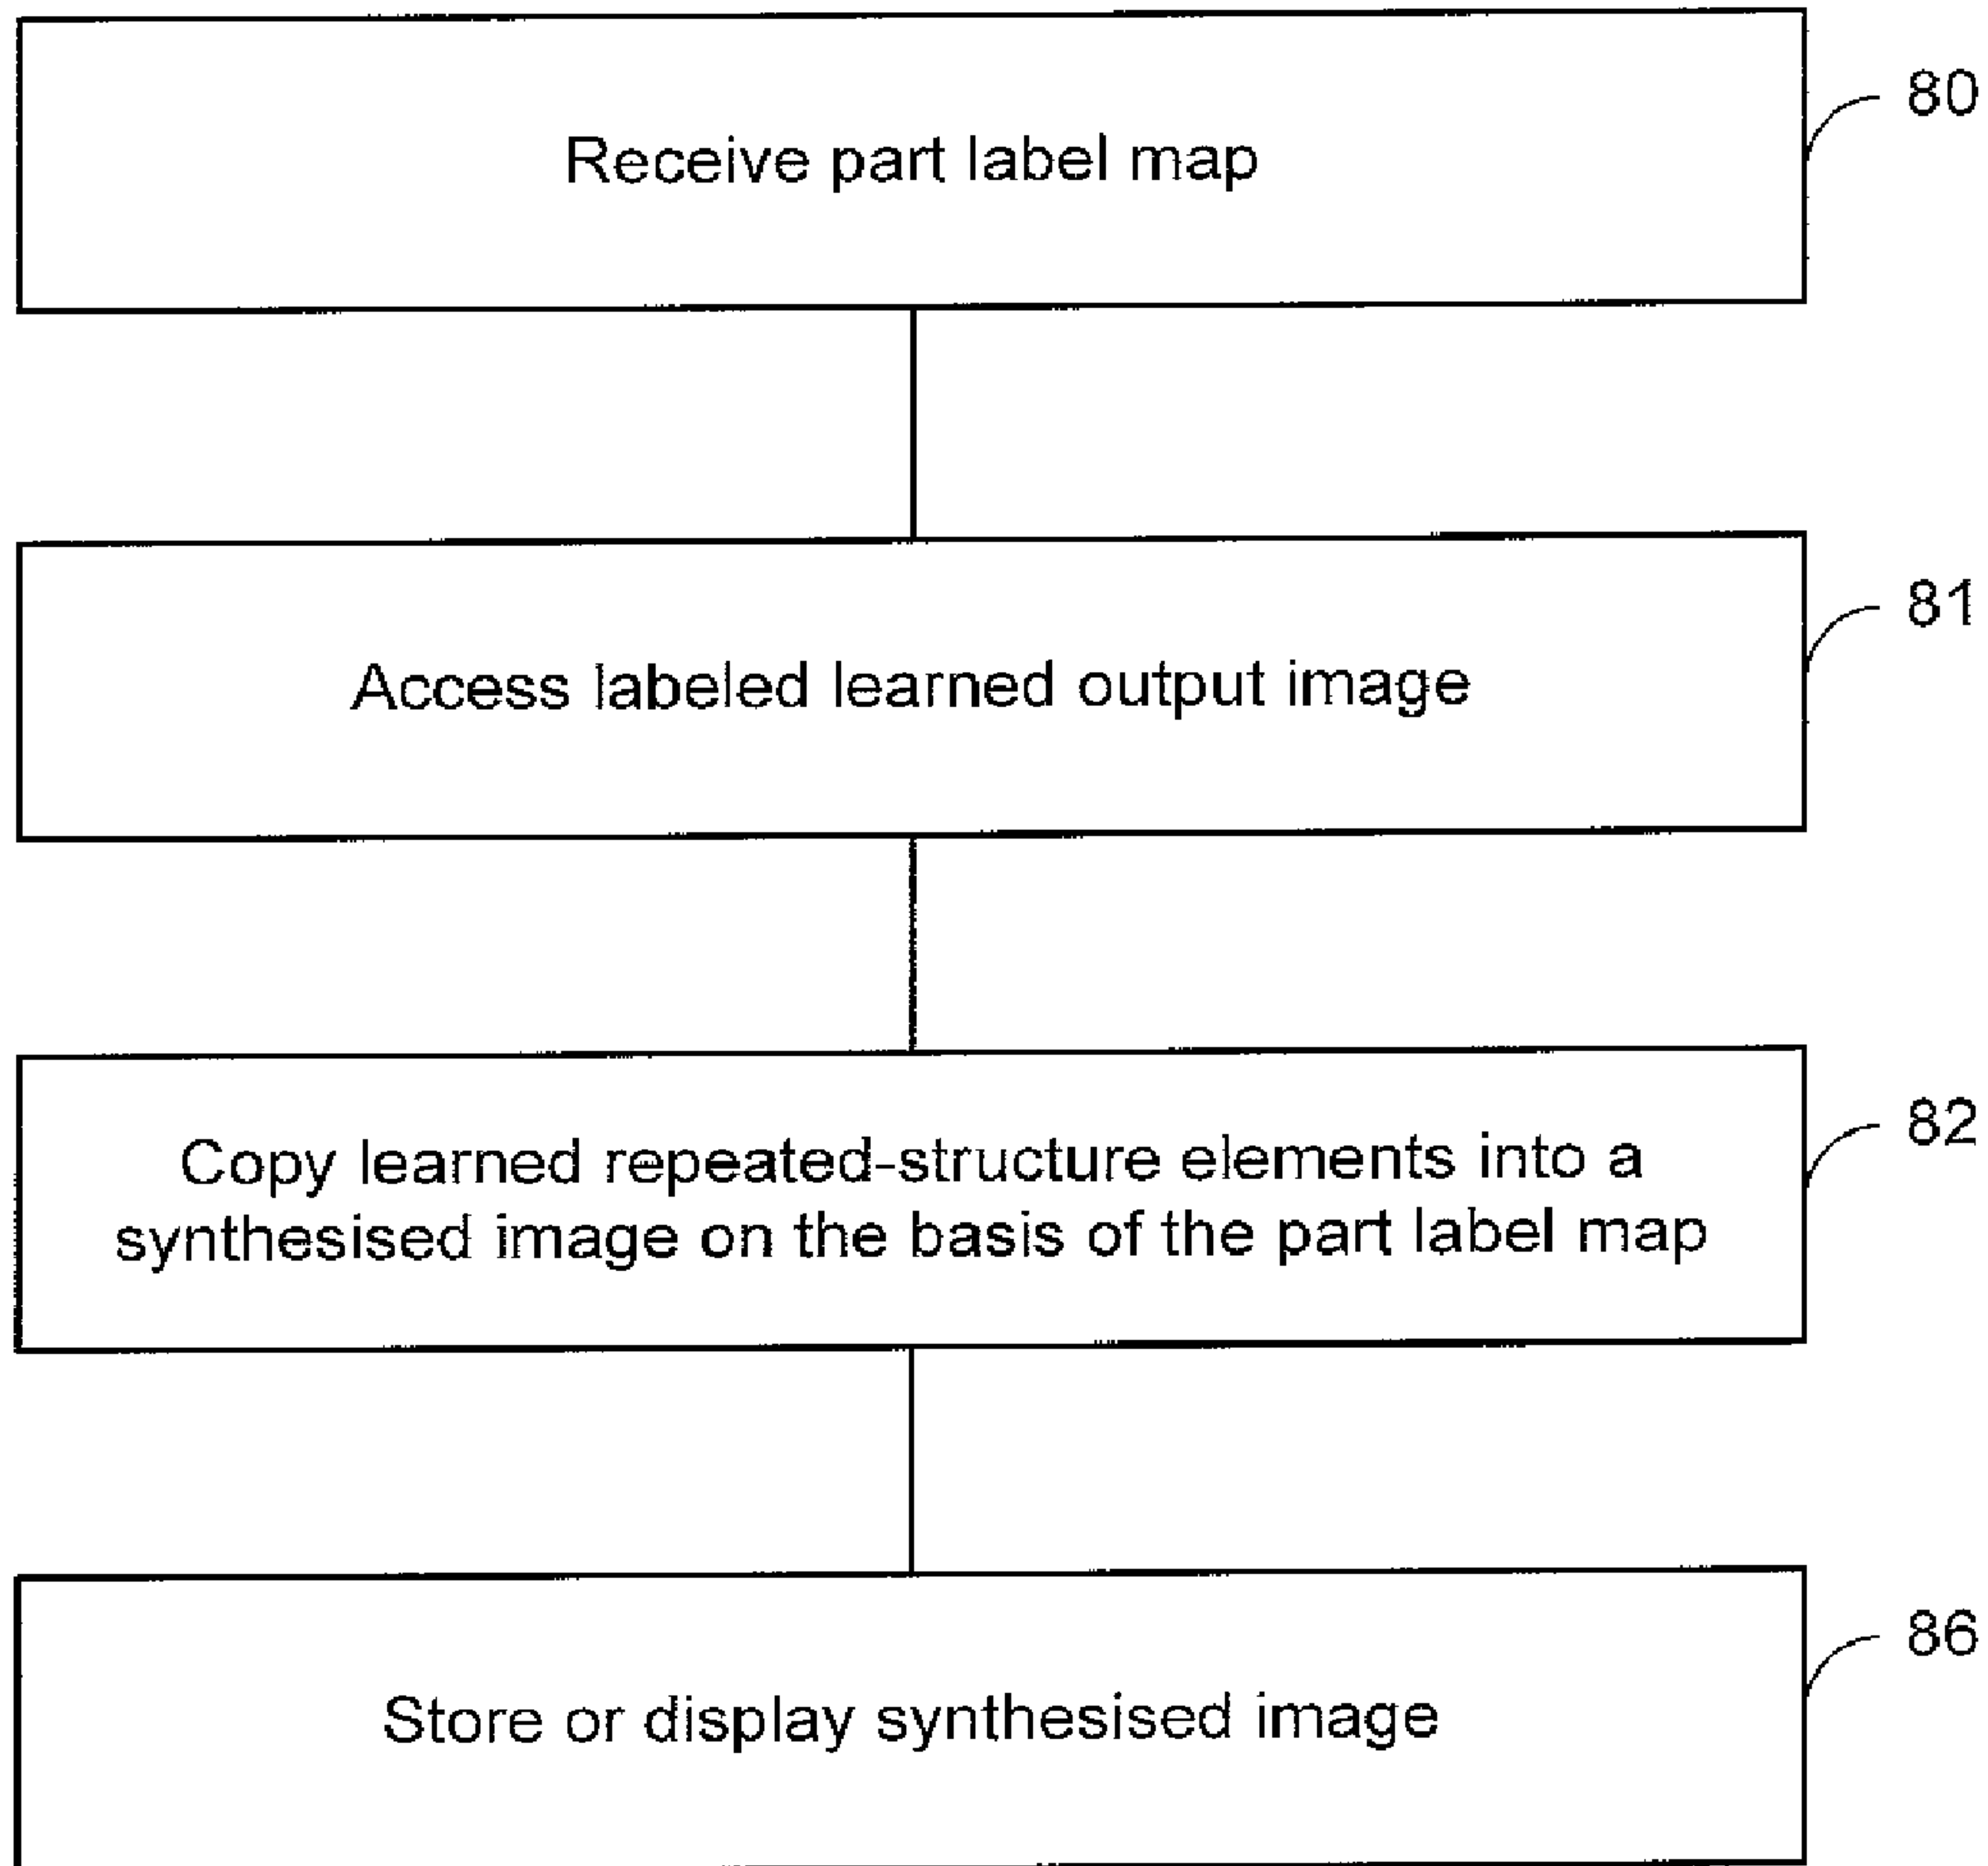 80
Receive part label map
81
Access labeled learned output image
82
Copy learned repeated-structure elements into a
synthesised image on the basis of the part label map
86
Store or display synthesised image